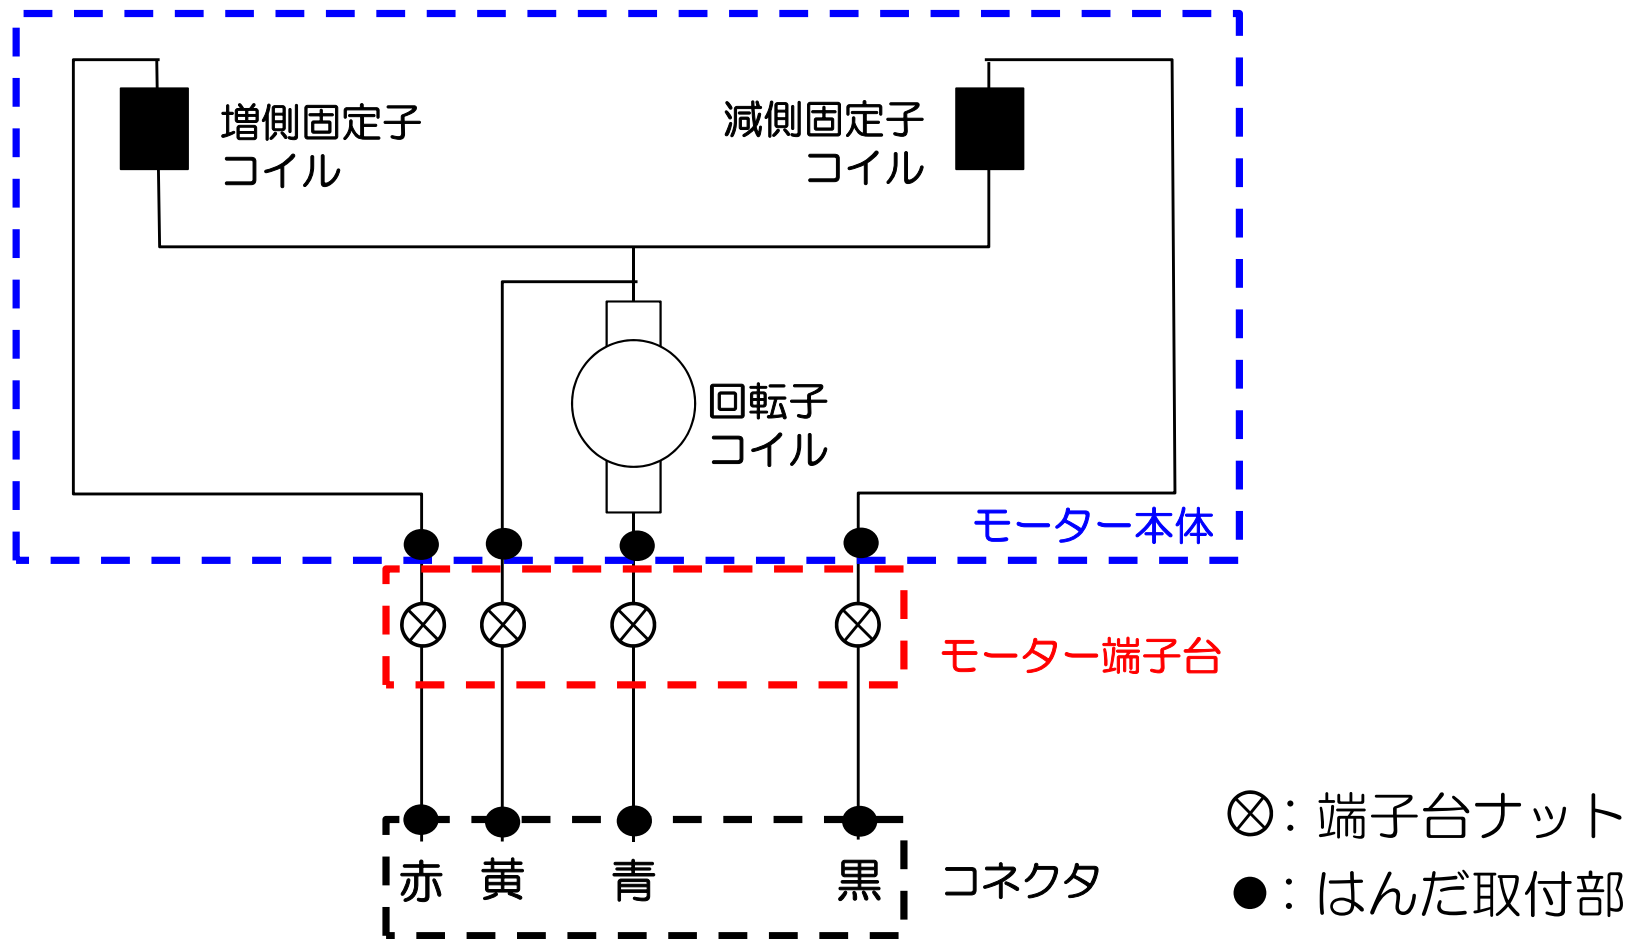 増側固定子
コイル
減側固定子
コイル
回転子
コイル
モーター本体
モーター端子台
赤
黄
青
黒
コネクタ
：端子台ナット
：はんだ取付部